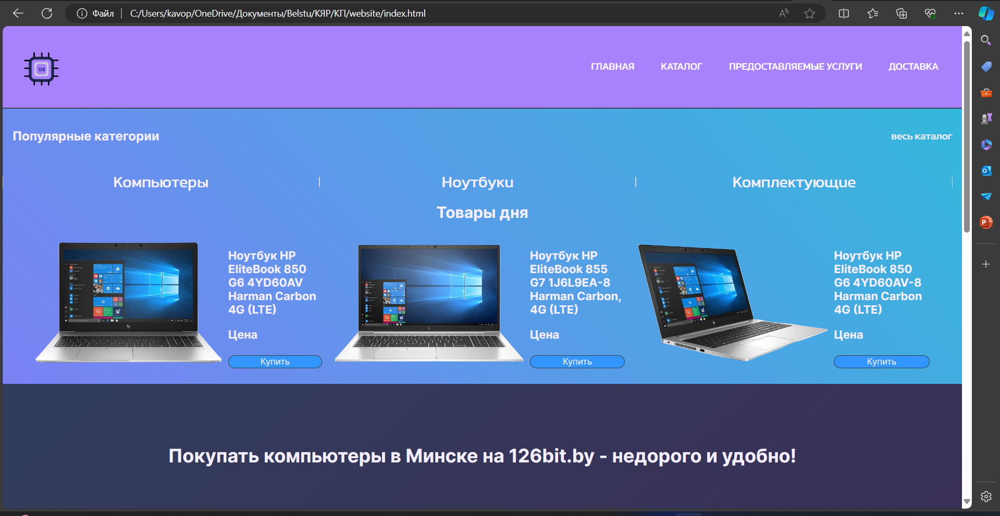 Файл
C:/Users/kavop/OneDrive/Документы/Belstu/КЯР/КП/website/index.html
ГЛАВНАЯ
КАТАЛОГ
ПРЕДОСТАВЛЯЕМЫЕ УСЛУГИ
ДОСТАВКА
Популярные категории
весь каталог
Компьютеры
Ноутбуки
Комплектующие
Товары дня
Ноутбук HP
EliteBook 850
G6 4YD60AV
Harman Carbon
4G (LTE)
Цена
Купить
Ноутбук HP
EliteBook 855
G7 1J6L9EA-8
Harman Carbon,
4G (LTE)
Цена
Купить
Ноутбук HP
EliteBook 850
G6 4YD60AV-8
Harman Carbon
4G (LTE)
Цена
Купить
Покупать компьютеры в Минске на 126bit.by - недорого и удобно!